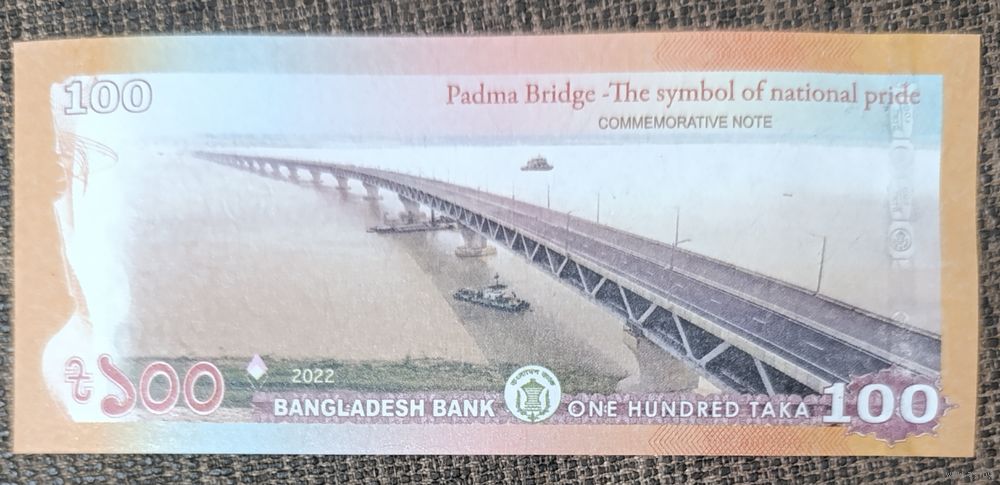 100
Padma Bridge -The symbol of national pride
COMMEMORATIVE NOTE
৳১০০
2022
BANGLADESH BANK
ONE HUNDRED TAKA
100